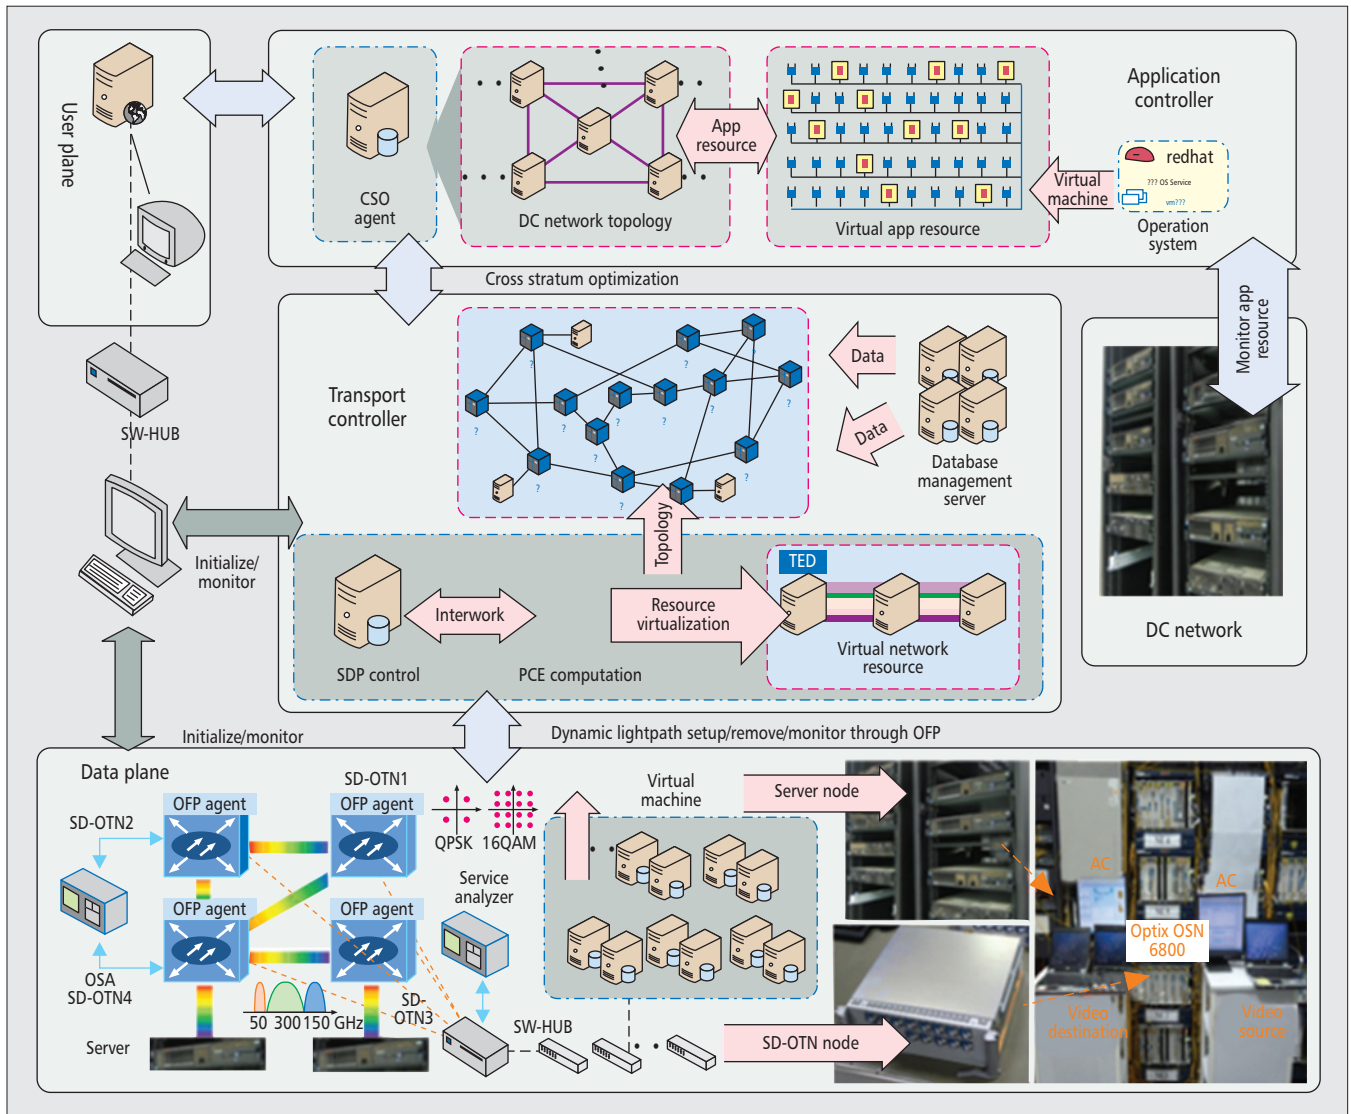 User plane
CSO
agent
DC network topology
App
resource
Virtual app resource
Application
controller
redhat
??? OS Service
vm???
Virtual
machine
Operation
system
Cross stratum optimization
Monitor app
resource
SW-HUB
Transport
controller
?
?
?
?
?
?
?
?
?
?
?
?
?
?
Data
Data
Database
management
server
Topology
Initialize/
monitor
SDP control
Interwork
PCE computation
Resource
virtualization
TED
Virtual network
resource
DC network
Initialize/monitor
Dynamic lightpath setup/remove/monitor through OFP
Data plane
SD-OTN1
OFP agent
OFP agent
SD-OTN2
QPSK
16QAM
Virtual
machine
Server node
OFP agent
OFP agent
Service
analyzer
OSA
SD-OTN4
50 300 150 GHz
SD-
OTN3
Server
SW-HUB
SD-OTN node
AC
AC
Optix OSN
6800
Video
destination
Video
source